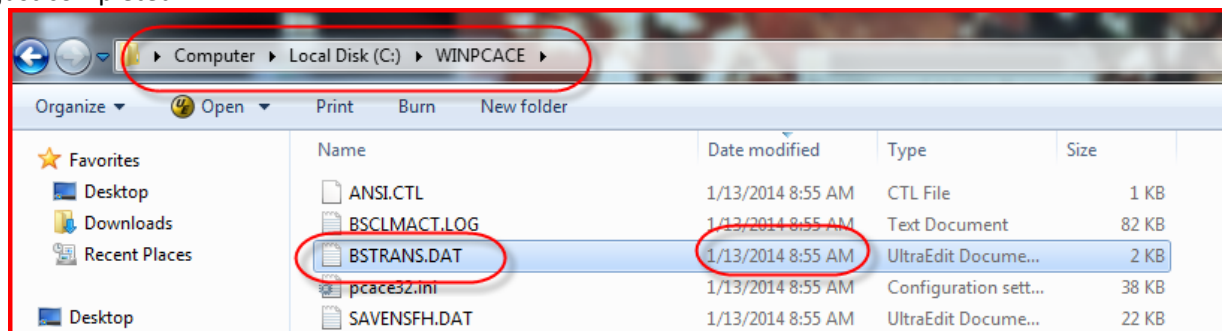 Computer Local Disk (C:) WINPCACE
Organize Open Print Burn New folder
Favorites
Desktop
Downloads
Recent Places
Desktop
Name Date modified Type Size
ANSI.CTL 1/13/2014 8:55 AM CTL File 1 KB
BSCLMACT.LOG 1/13/2014 8:55 AM Text Document 82 KB
BSTRANS.DAT 1/13/2014 8:55 AM UltraEdit Docume... 2 KB
pcace32.ini 1/13/2014 8:55 AM Configuration sett... 38 KB
SAVENSFH.DAT 1/13/2014 8:55 AM UltraEdit Docume... 22 KB